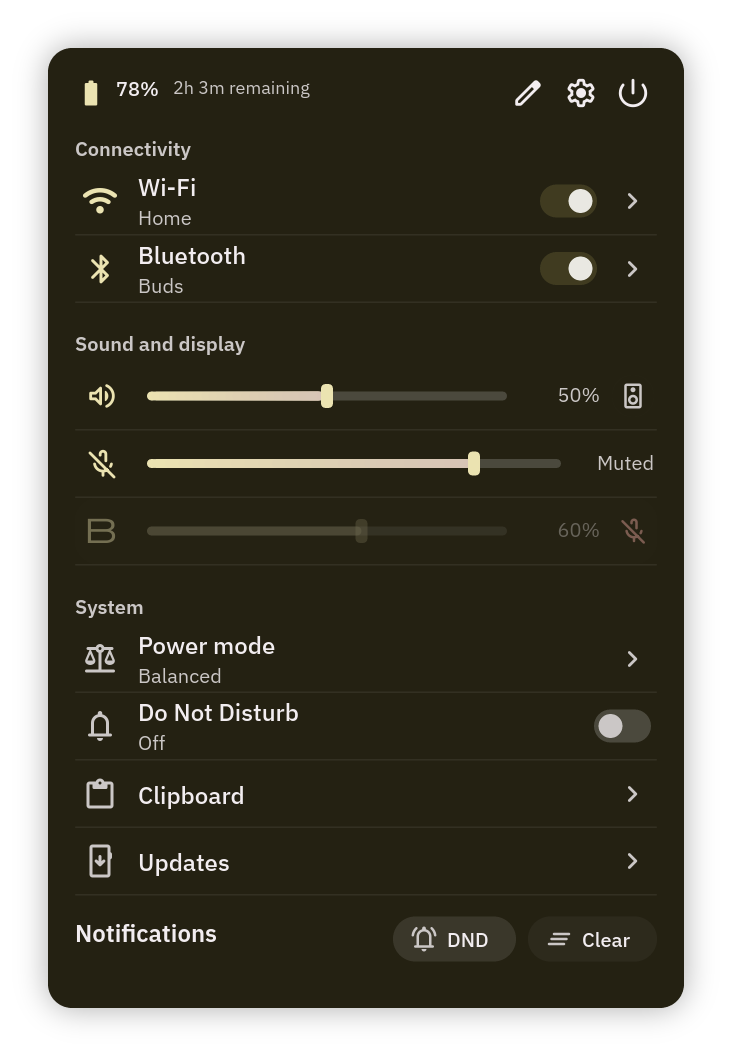 78% 2h 3m remaining
Connectivity
Wi-Fi
Home
Bluetooth
Buds
Sound and display
50%
Muted
60%
System
Power mode
Balanced
Do Not Disturb
Off
Clipboard
Updates
Notifications
DND
Clear